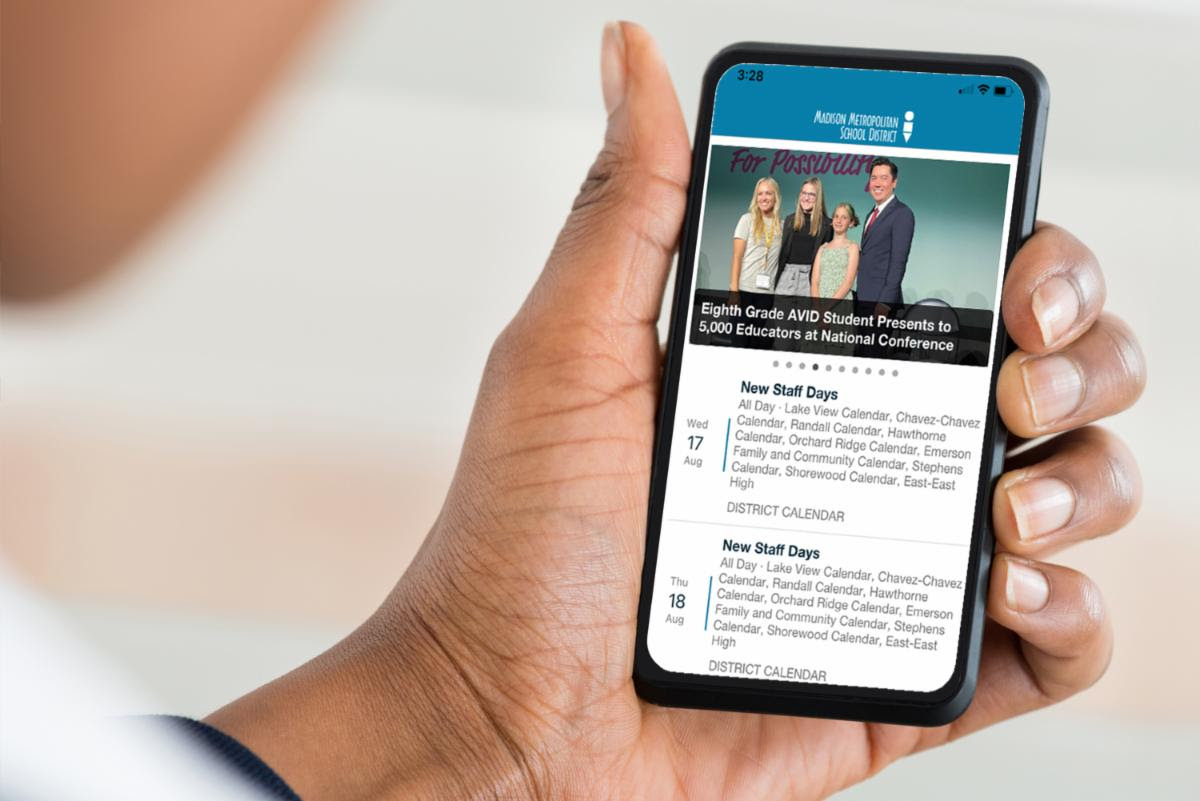 3:28
MADISON METROPOLITAN
SCHOOL DISTRICT
For Possibility
Eighth Grade AVID Student Presents to
5,000 Educators at National Conference
New Staff Days
All Day · Lake View Calendar, Chavez-Chavez
Calendar, Randall Calendar, Hawthorne
Calendar, Orchard Ridge Calendar, Emerson
Family and Community Calendar, Stephens
Calendar, Shorewood Calendar, East-East
High
Wed
17
Aug
DISTRICT CALENDAR
New Staff Days
All Day · Lake View Calendar, Chavez-Chavez
Calendar, Randall Calendar, Hawthorne
Calendar, Orchard Ridge Calendar, Emerson
Family and Community Calendar, Stephens
Calendar, Shorewood Calendar, East-East
High
Thu
18
Aug
DISTRICT CALENDAR